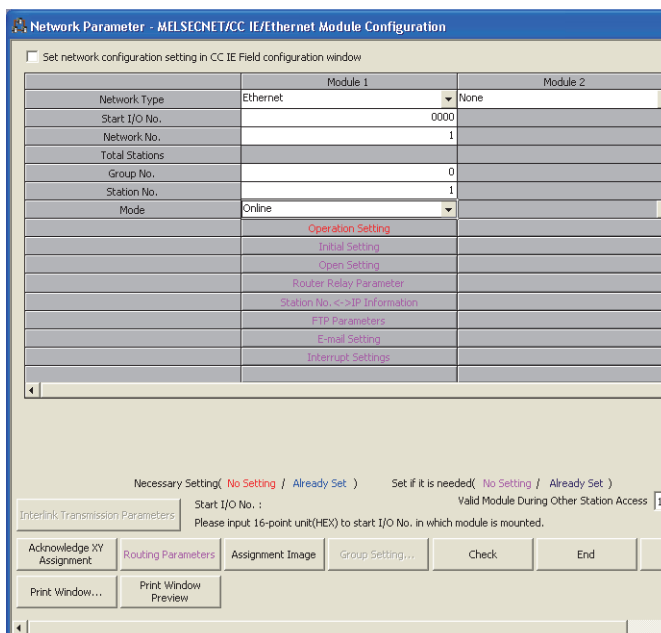 Network Parameter - MELSECNET/CC IE/Ethernet Module Configuration
Set network configuration setting in CC IE Field configuration window
Module 1 Module 2
Network Type Ethernet None
Start I/O No. 0000
Network No. 1
Total Stations
Group No. 0
Station No. 1
Mode Online
Operation Setting
Initial Setting
Open Setting
Router Relay Parameter
Station No.<->IP Information
FTP Parameters
E-mail Setting
Interrupt Settings
Necessary Setting( No Setting / Already Set ) Set if it is needed( No Setting / Already Set )
Interlink Transmission Parameters
Start I/O No. : Valid Module During Other Station Access 1
Please input 16-point unit(HEX) to start I/O No. in which module is mounted.
Acknowledge XY Assignment Routing Parameters Assignment Image Group Setting... Check End
Print Window... Print Window Preview